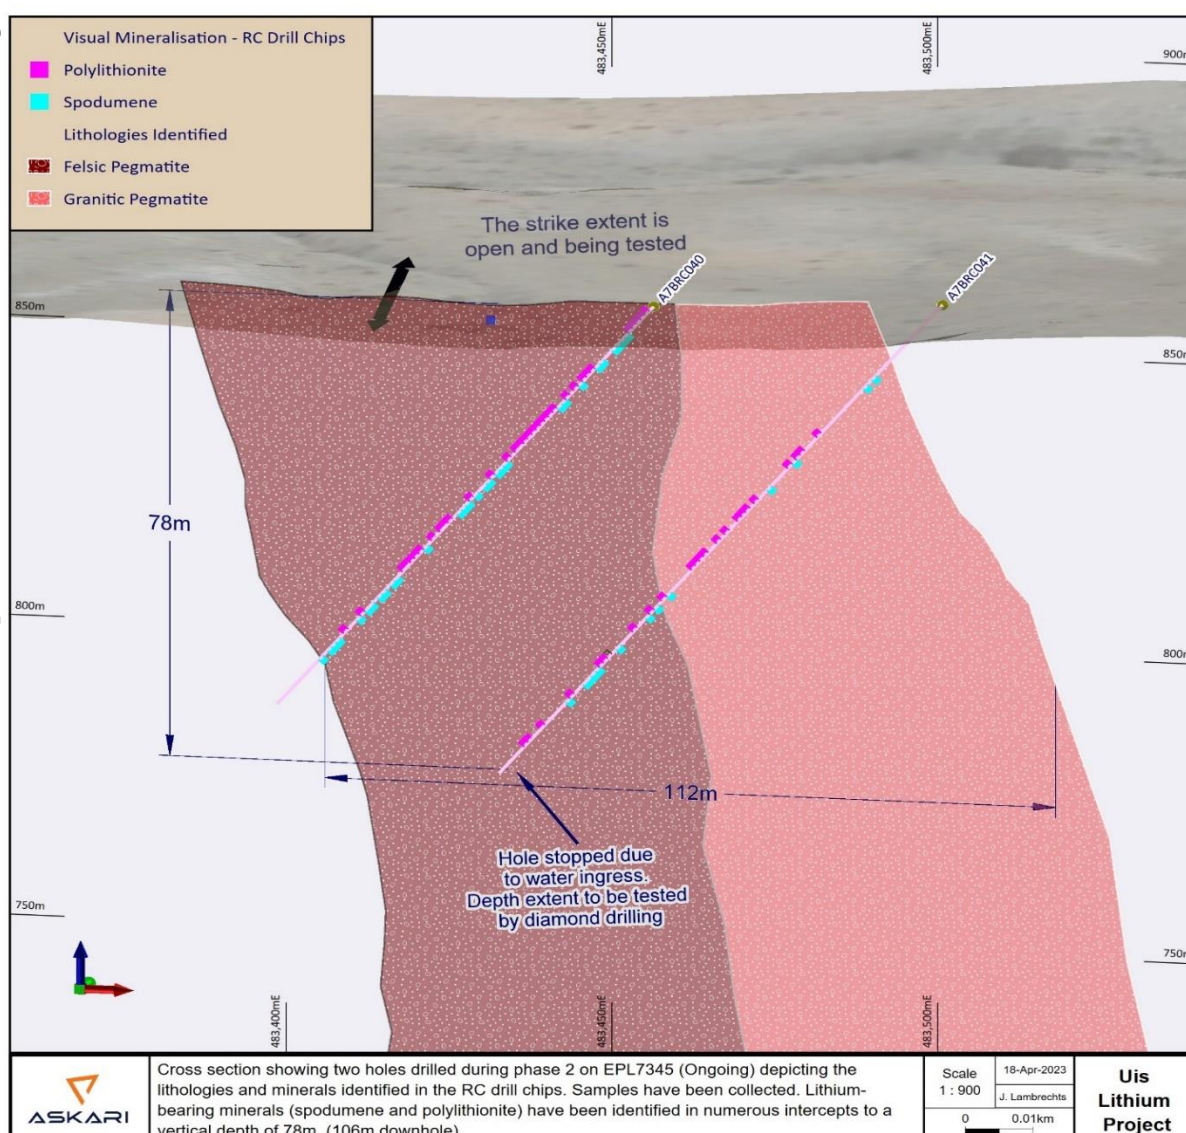 Visual Mineralisation - RC Drill Chips
Polylithionite
Spodumene
Lithologies Identified
Felsic Pegmatite
Granitic Pegmatite
483,450mE
483,500mE
900m
The strike extent is
open and being tested
A7BRC040
A7BRC041
850m
850m
78m
800m
800m
112m
Hole stopped due
to water ingress.
Depth extent to be tested
by diamond drilling
750m
750m
483,400mE
483,450mE
483,500mE
ASKARI
Cross section showing two holes drilled during phase 2 on EPL7345 (Ongoing) depicting the
lithologies and minerals identified in the RC drill chips. Samples have been collected. Lithium-
bearing minerals (spodumene and polylithionite) have been identified in numerous intercepts to a
vertical depth of 78m. (106m downhole)
Scale
1 : 900
18-Apr-2023
J. Lambrechts
0 0.01km
Uis
Lithium
Project